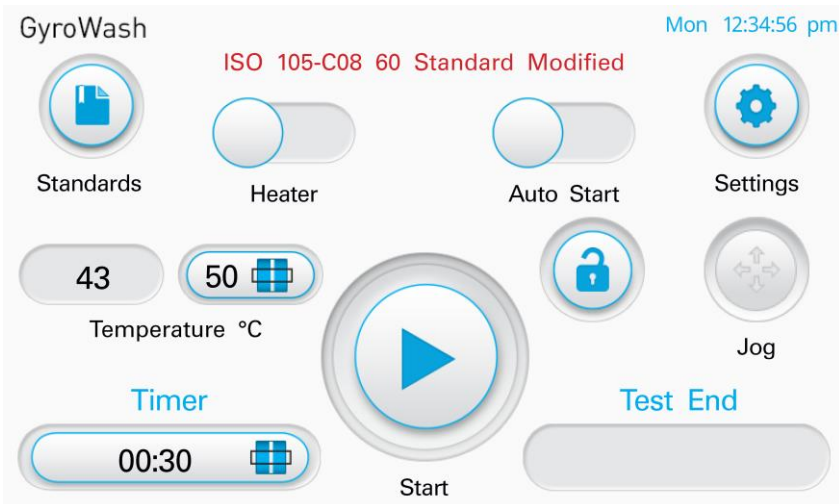 GyroWash
Mon 12:34:56 pm
ISO 105-C08 60 Standard Modified
Standards
Heater
Auto Start
Settings
43
50
Temperature °C
Jog
Timer
Test End
00:30
Start